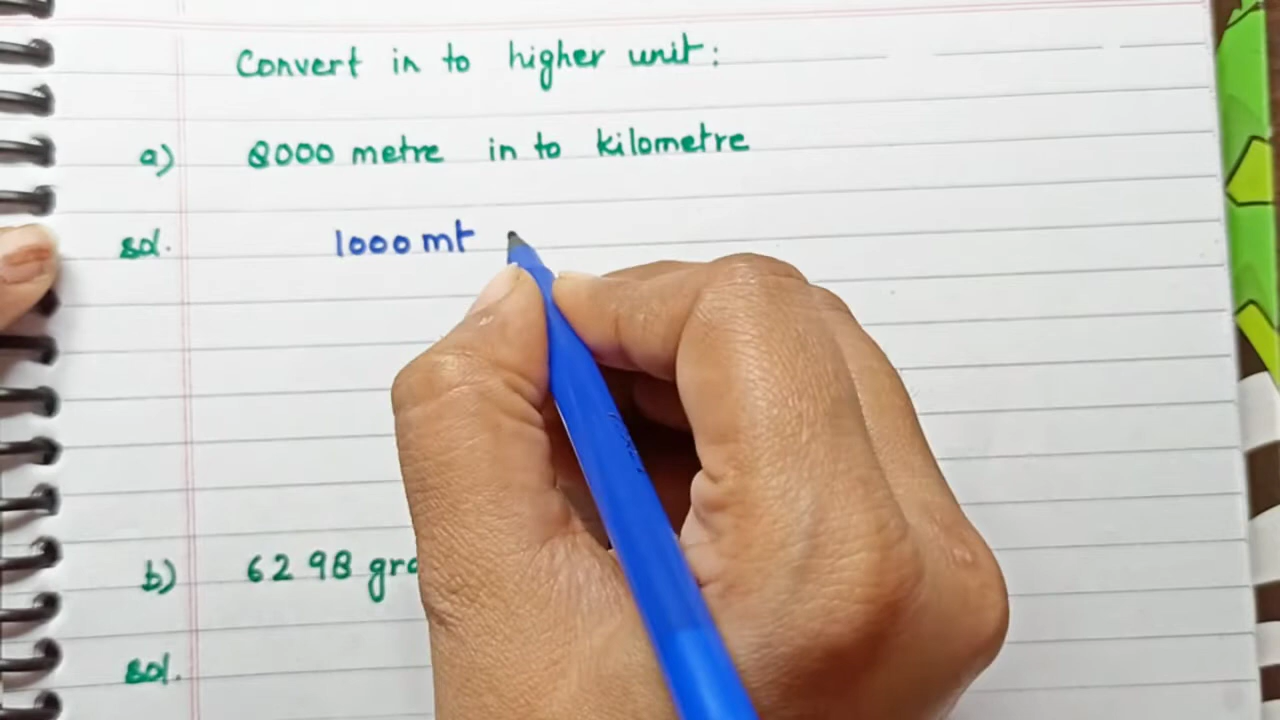 Convert in to higher unit:
a) 8000 metre in to kilometre
sol. 1000 mt
b) 6298
sol.